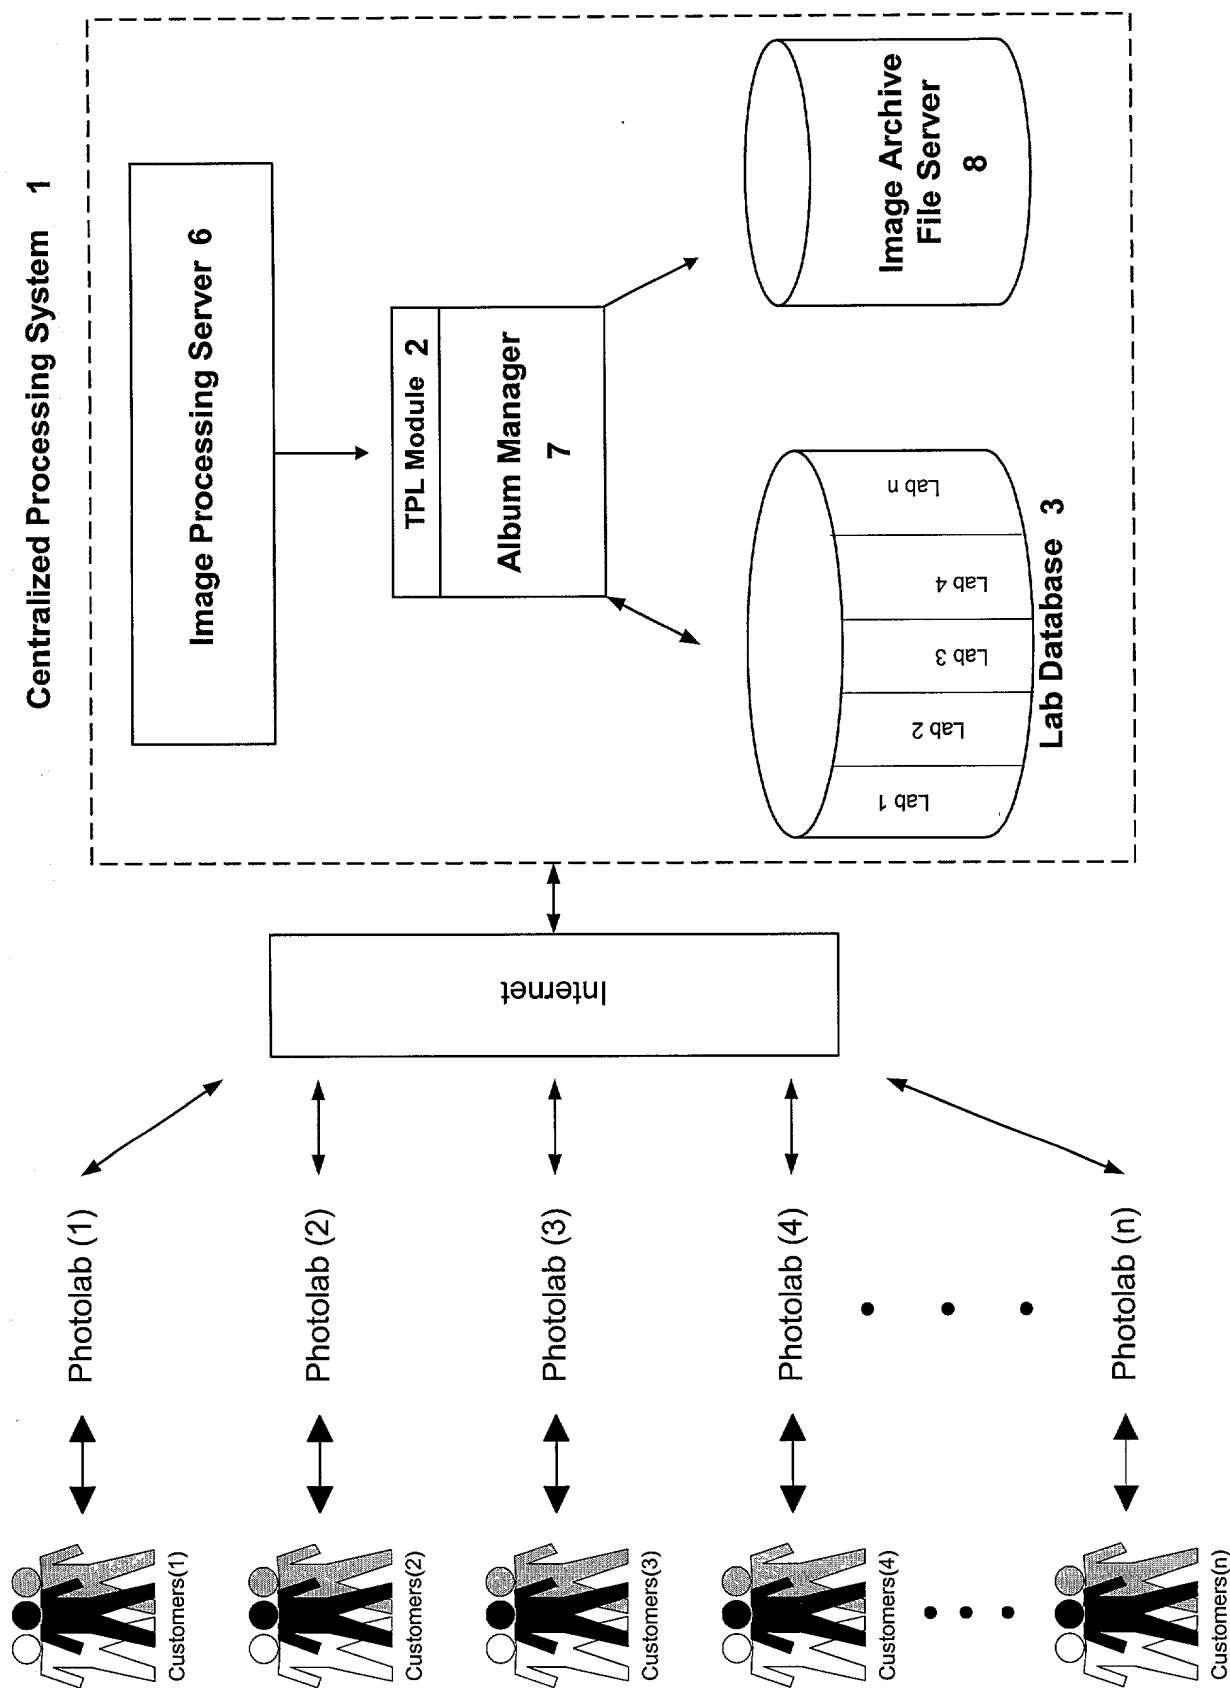 Centralized Processing System 1
Image Processing Server 6
TPL Module 2
Album Manager
7
Image Archive
File Server
8
Lab 1
Lab 2
Lab 3
Lab 4
Lab n
Lab Database 3
Internet
Photolab (1)
Photolab (2)
Photolab (3)
Photolab (4)
Photolab (n)
Customers(1)
Customers(2)
Customers(3)
Customers(4)
Customers(n)